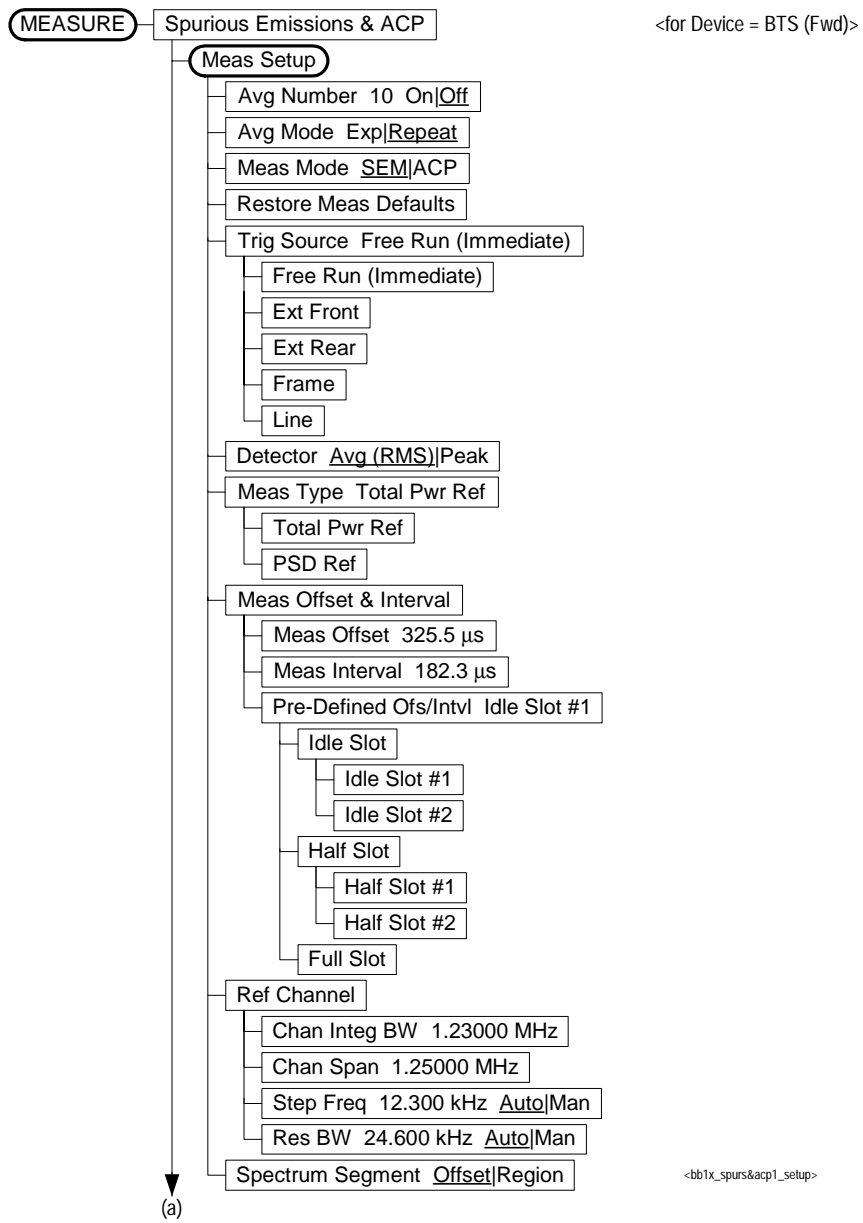 MEASURE Spurious Emissions & ACP <for Device = BTS (Fwd)>
Meas Setup
Avg Number 10 On|Off
Avg Mode Exp|Repeat
Meas Mode SEM|ACP
Restore Meas Defaults
Trig Source Free Run (Immediate)
Free Run (Immediate)
Ext Front
Ext Rear
Frame
Line
Detector Avg (RMS)|Peak
Meas Type Total Pwr Ref
Total Pwr Ref
PSD Ref
Meas Offset & Interval
Meas Offset 325.5 μs
Meas Interval 182.3 μs
Pre-Defined Ofs/Intvl Idle Slot #1
Idle Slot
Idle Slot #1
Idle Slot #2
Half Slot
Half Slot #1
Half Slot #2
Full Slot
Ref Channel
Chan Integ BW 1.23000 MHz
Chan Span 1.25000 MHz
Step Freq 12.300 kHz Auto|Man
Res BW 24.600 kHz Auto|Man
Spectrum Segment Offset|Region <bb1x_spurs&acp1_setup>
(a)